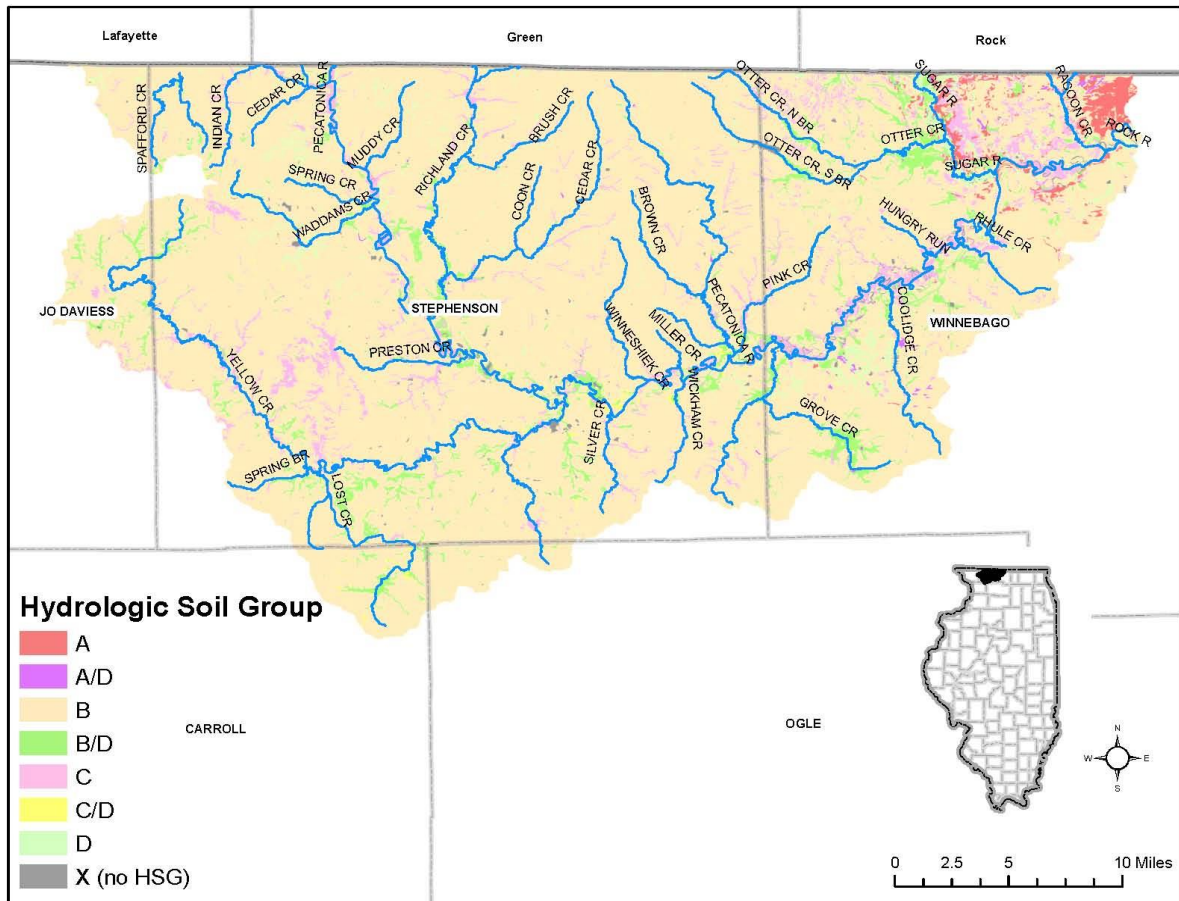 Lafayette
Green
Rock
SPAFFORD CR
INDIAN CR
CEDAR CR
PECATONICA R
MUDDY CR
RICHLAND CR
BRUSH CR
OTTER CR, N BR
OTTER CR, S BR
SUGAR R
OTTER CR
SUGAR R
RACOON CR
ROCK R
SPRING CR
WADDAMS CR
COON CR
CEDAR CR
BROWN CR
HUNGRY RUN
RHULE CR
PINK CR
JO DAVIESS
STEPHENSON
WINNEBAGO
PECATONICA R
MILLER CR
WINNESHIEK CR
COOLIDGE CR
PRESTON CR
YELLOW CR
WICKHAM CR
SILVER CR
GROVE CR
SPRING BR
LOST CR
CARROLL
OGLE
Hydrologic Soil Group
A
A/D
B
B/D
C
C/D
D
X (no HSG)
N
W
E
S
0 2.5 5 10 Miles